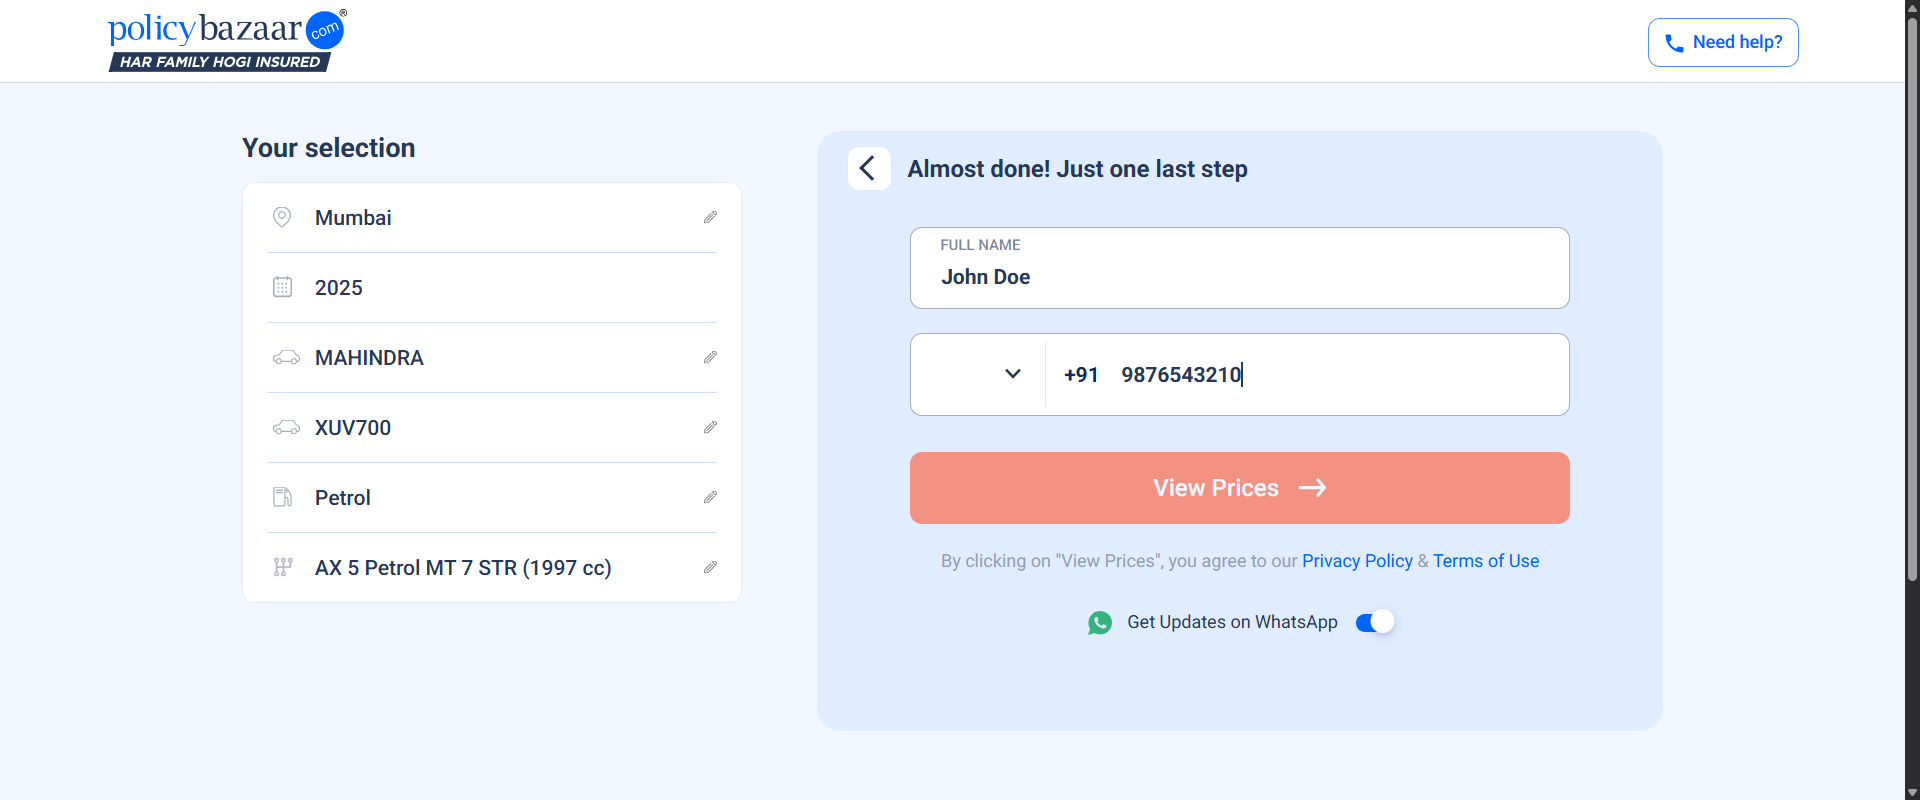 policybazaar.com®
HAR FAMILY HOGI INSURED
Need help?
Your selection
Mumbai
2025
MAHINDRA
XUV700
Petrol
AX 5 Petrol MT 7 STR (1997 cc)
Almost done! Just one last step
FULL NAME
John Doe
+91 9876543210
View Prices →
By clicking on "View Prices", you agree to our Privacy Policy & Terms of Use
Get Updates on WhatsApp